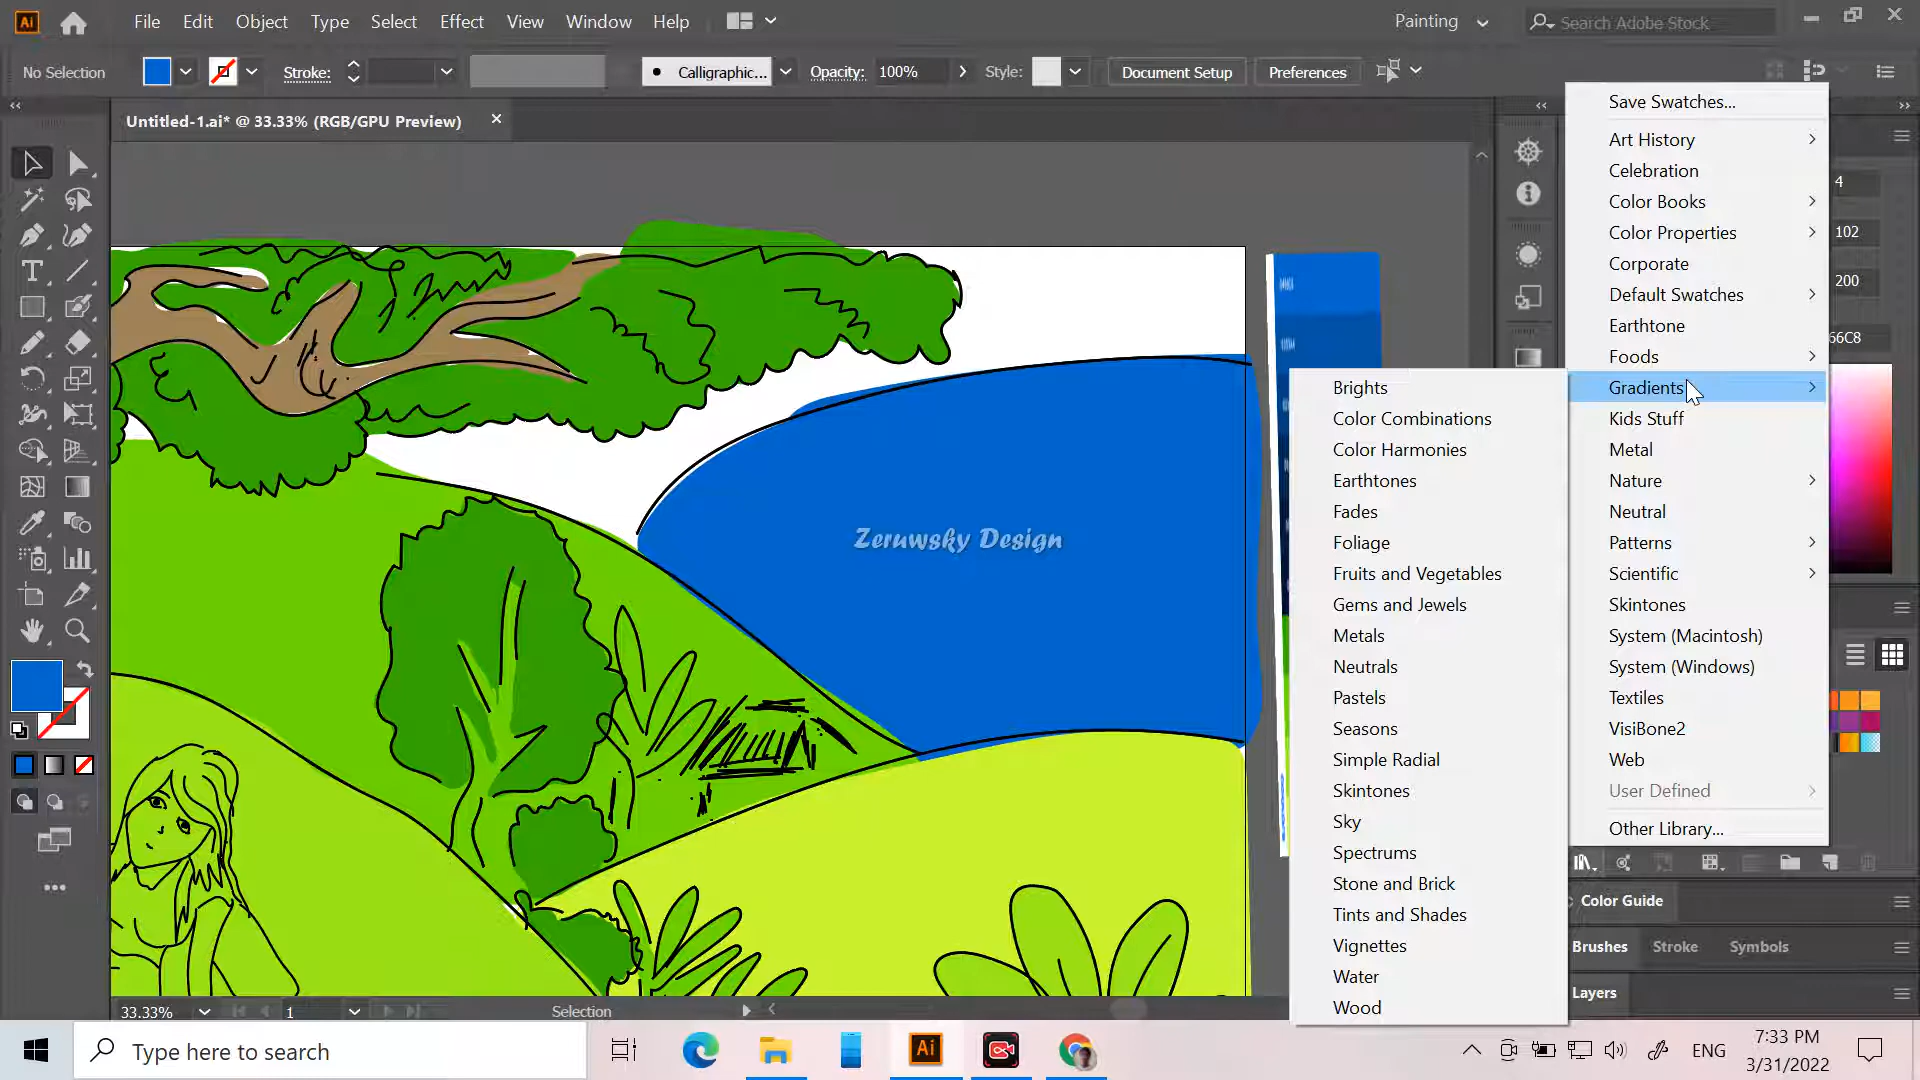 Ai File Edit Object Type Select Effect View Window Help Painting Search Adobe Stock
No Selection Stroke: Calligraphic... Opacity: 100% Style: Document Setup Preferences
Untitled-1.ai* @ 33.33% (RGB/GPU Preview)
Save Swatches...
Art History
Celebration
Color Books
Color Properties
Corporate
Default Swatches
Earthtone
Foods
Gradients
Kids Stuff
Metal
Nature
Neutral
Patterns
Scientific
Skintones
System (Macintosh)
System (Windows)
Textiles
VisiBone2
Web
User Defined
Other Library...
Brights
Color Combinations
Color Harmonies
Earthtones
Fades
Foliage
Fruits and Vegetables
Gems and Jewels
Metals
Neutrals
Pastels
Seasons
Simple Radial
Skintones
Sky
Spectrums
Stone and Brick
Tints and Shades
Vignettes
Water
Wood
4
102
200
66C8
Zeruwsky Design
Color Guide
Brushes Stroke Symbols
Layers
33.33% 1 Selection
Type here to search
Ai
ENG
7:33 PM
3/31/2022